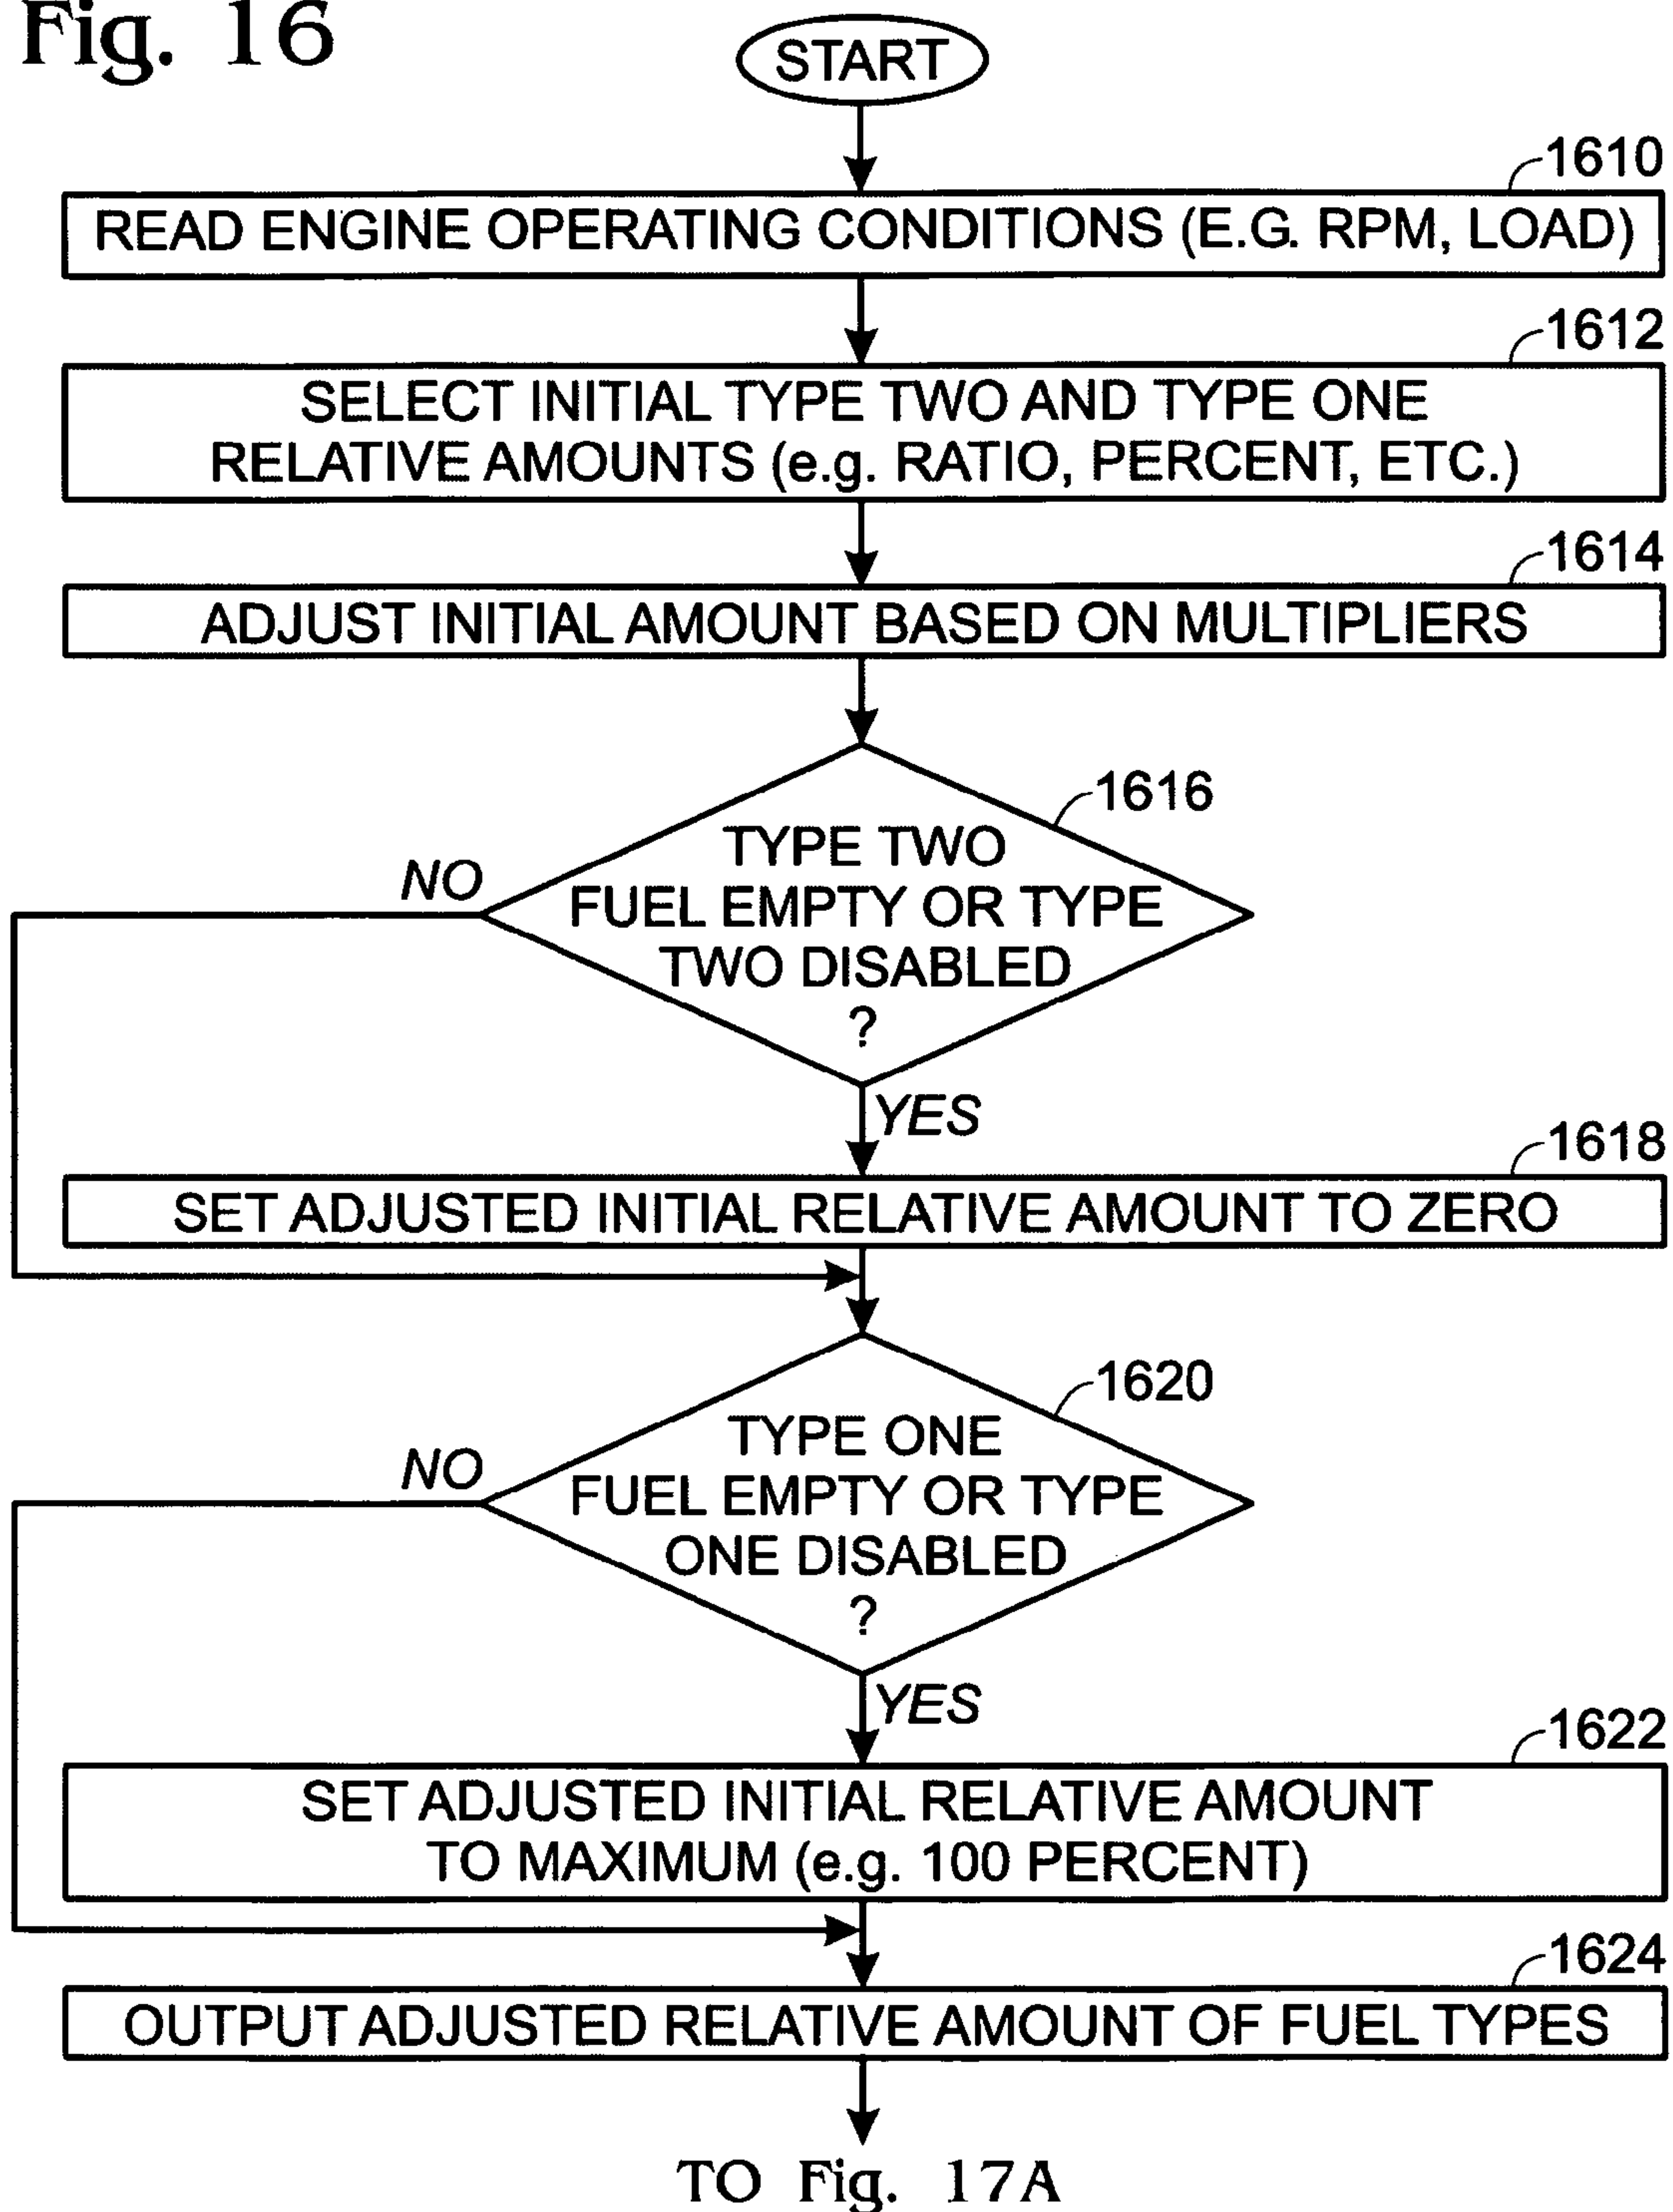 Fig. 16
START
1610
READ ENGINE OPERATING CONDITIONS (E.G. RPM, LOAD)
1612
SELECT INITIAL TYPE TWO AND TYPE ONE
RELATIVE AMOUNTS (e.g. RATIO, PERCENT, ETC.)
1614
ADJUST INITIAL AMOUNT BASED ON MULTIPLIERS
1616
TYPE TWO
NO
FUEL EMPTY OR TYPE
TWO DISABLED
?
YES
1618
SET ADJUSTED INITIAL RELATIVE AMOUNT TO ZERO
1620
TYPE ONE
NO
FUEL EMPTY OR TYPE
ONE DISABLED
?
YES
1622
SET ADJUSTED INITIAL RELATIVE AMOUNT
TO MAXIMUM (e.g. 100 PERCENT)
1624
OUTPUT ADJUSTED RELATIVE AMOUNT OF FUEL TYPES
TO Fig. 17A